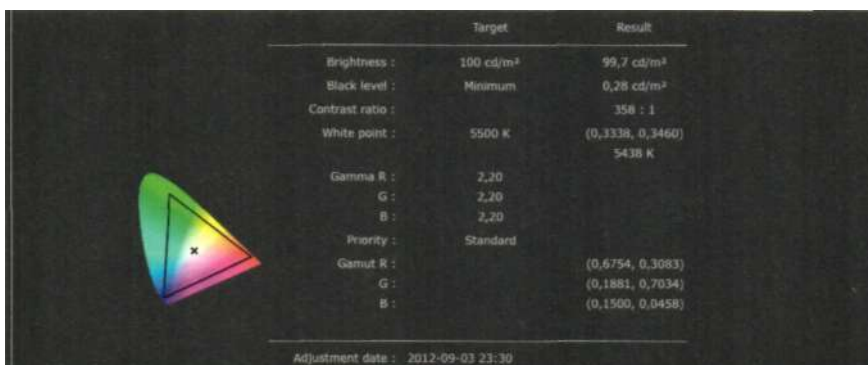 Target Result
Brightness : 100 cd/m² 99,7 cd/m²
Black level : Minimum 0,28 cd/m²
Contrast ratio : 358 : 1
White point : 5500 K (0,3338, 0,3460)
5438 K
Gamma R : 2,20
G : 2,20
B : 2,20
Priority : Standard
Gamut R : (0,6754, 0,3083)
G : (0,1881, 0,7034)
B : (0,1500, 0,0458)
Adjustment date : 2012-09-03 23:30